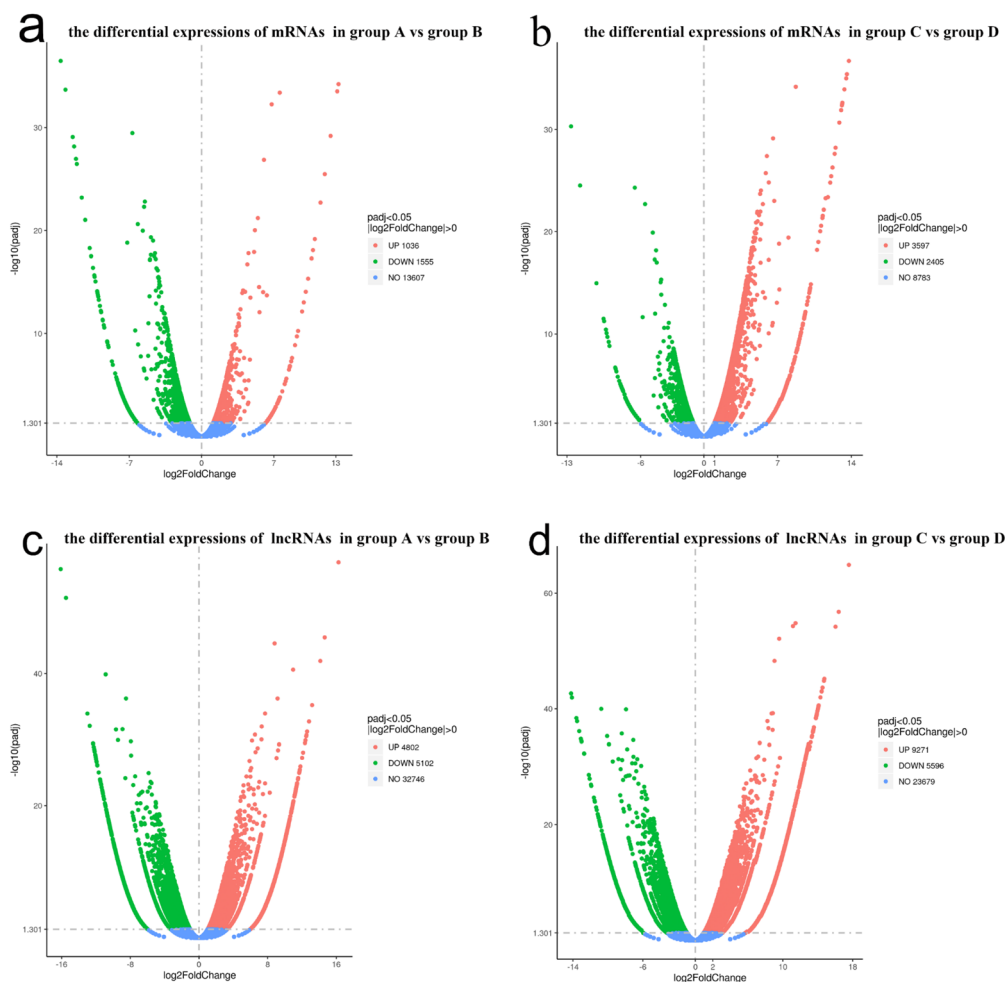 a
the differential expressions of mRNAs in group A vs group B
30
20
10
1.301
-log10(padj)
-14
-7
0
7
13
log2FoldChange
padj<0.05
|log2FoldChange|>0
UP 1036
DOWN 1555
NO 13607
b
the differential expressions of mRNAs in group C vs group D
30
20
10
1.301
-log10(padj)
-13
-6
0
1
7
14
log2FoldChange
padj<0.05
|log2FoldChange|>0
UP 3597
DOWN 2405
NO 8783
c
the differential expressions of lncRNAs in group A vs group B
40
20
1.301
-log10(padj)
-16
-8
0
8
16
log2FoldChange
padj<0.05
|log2FoldChange|>0
UP 4802
DOWN 5102
NO 32746
d
the differential expressions of lncRNAs in group C vs group D
60
40
20
1.301
-log10(padj)
-14
-6
0
2
10
18
log2FoldChange
padj<0.05
|log2FoldChange|>0
UP 9271
DOWN 5596
NO 23679